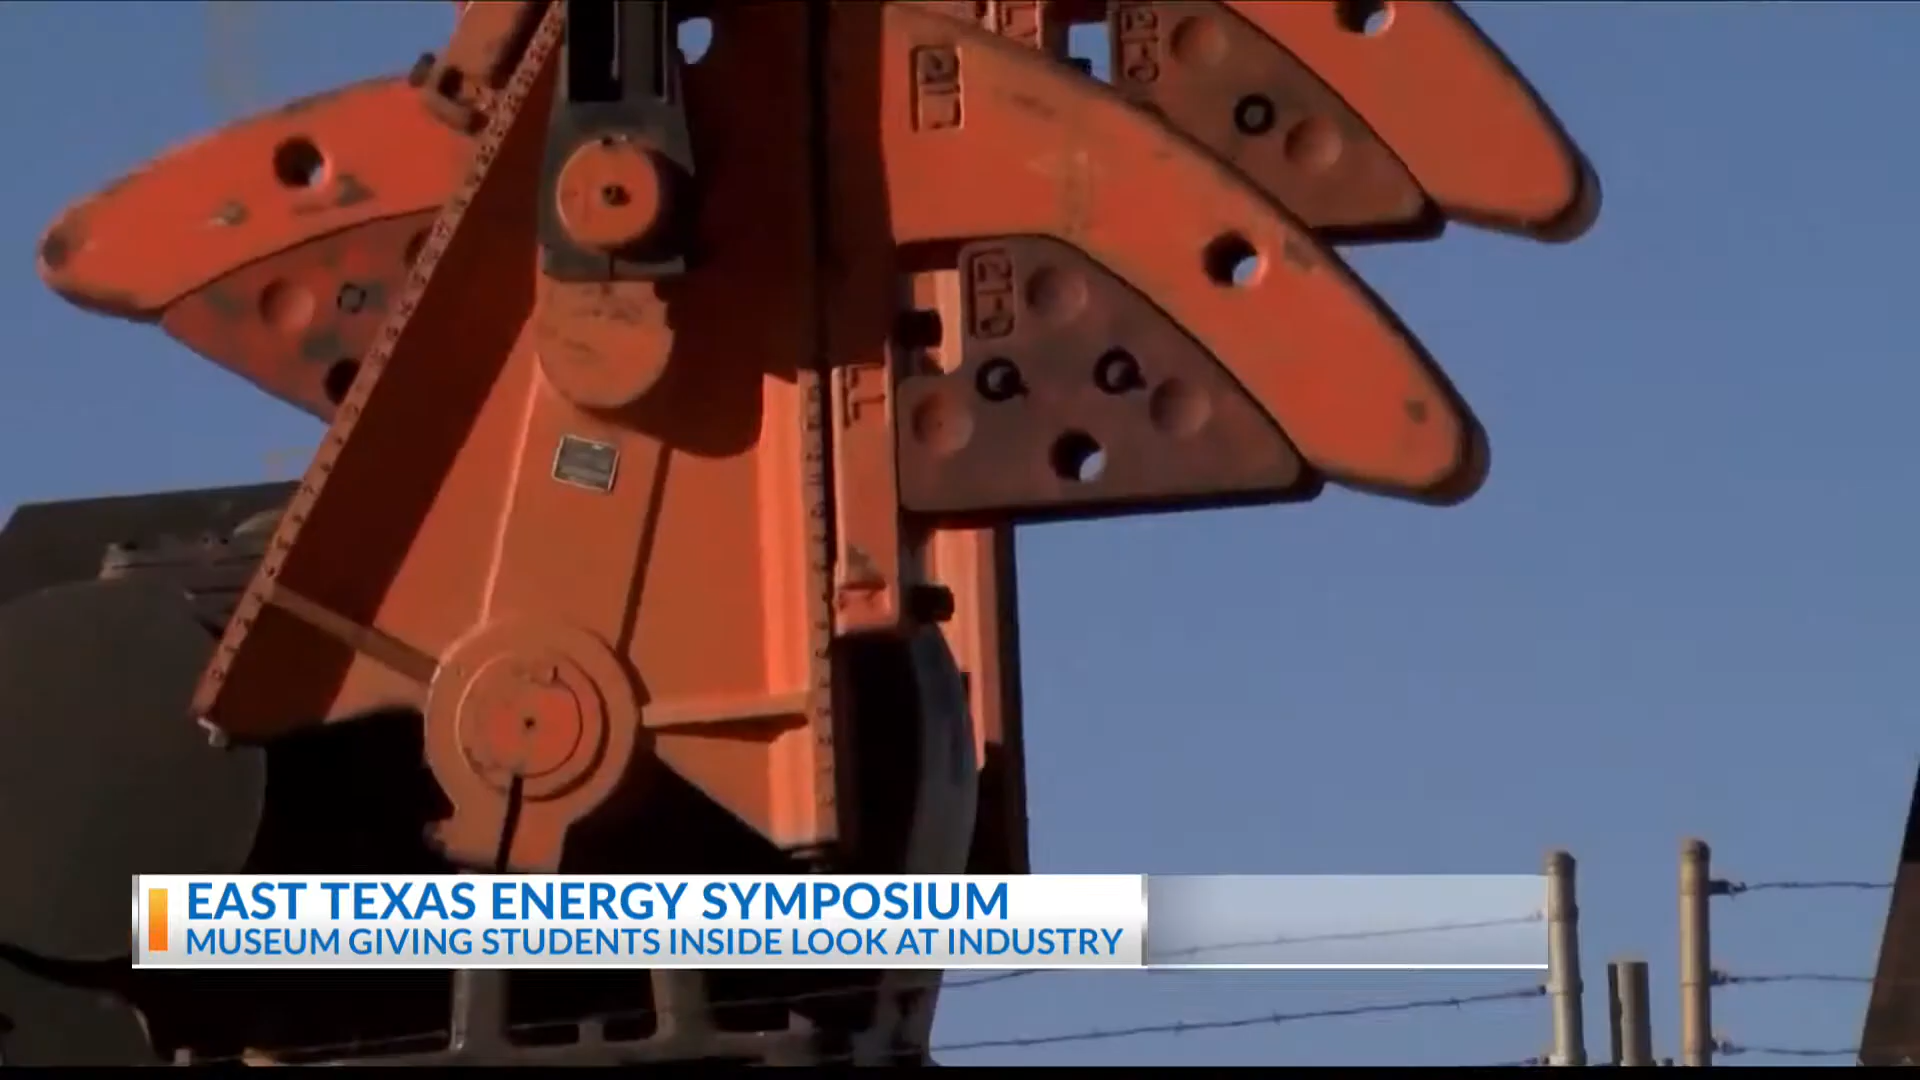 EAST TEXAS ENERGY SYMPOSIUM
MUSEUM GIVING STUDENTS INSIDE LOOK AT INDUSTRY